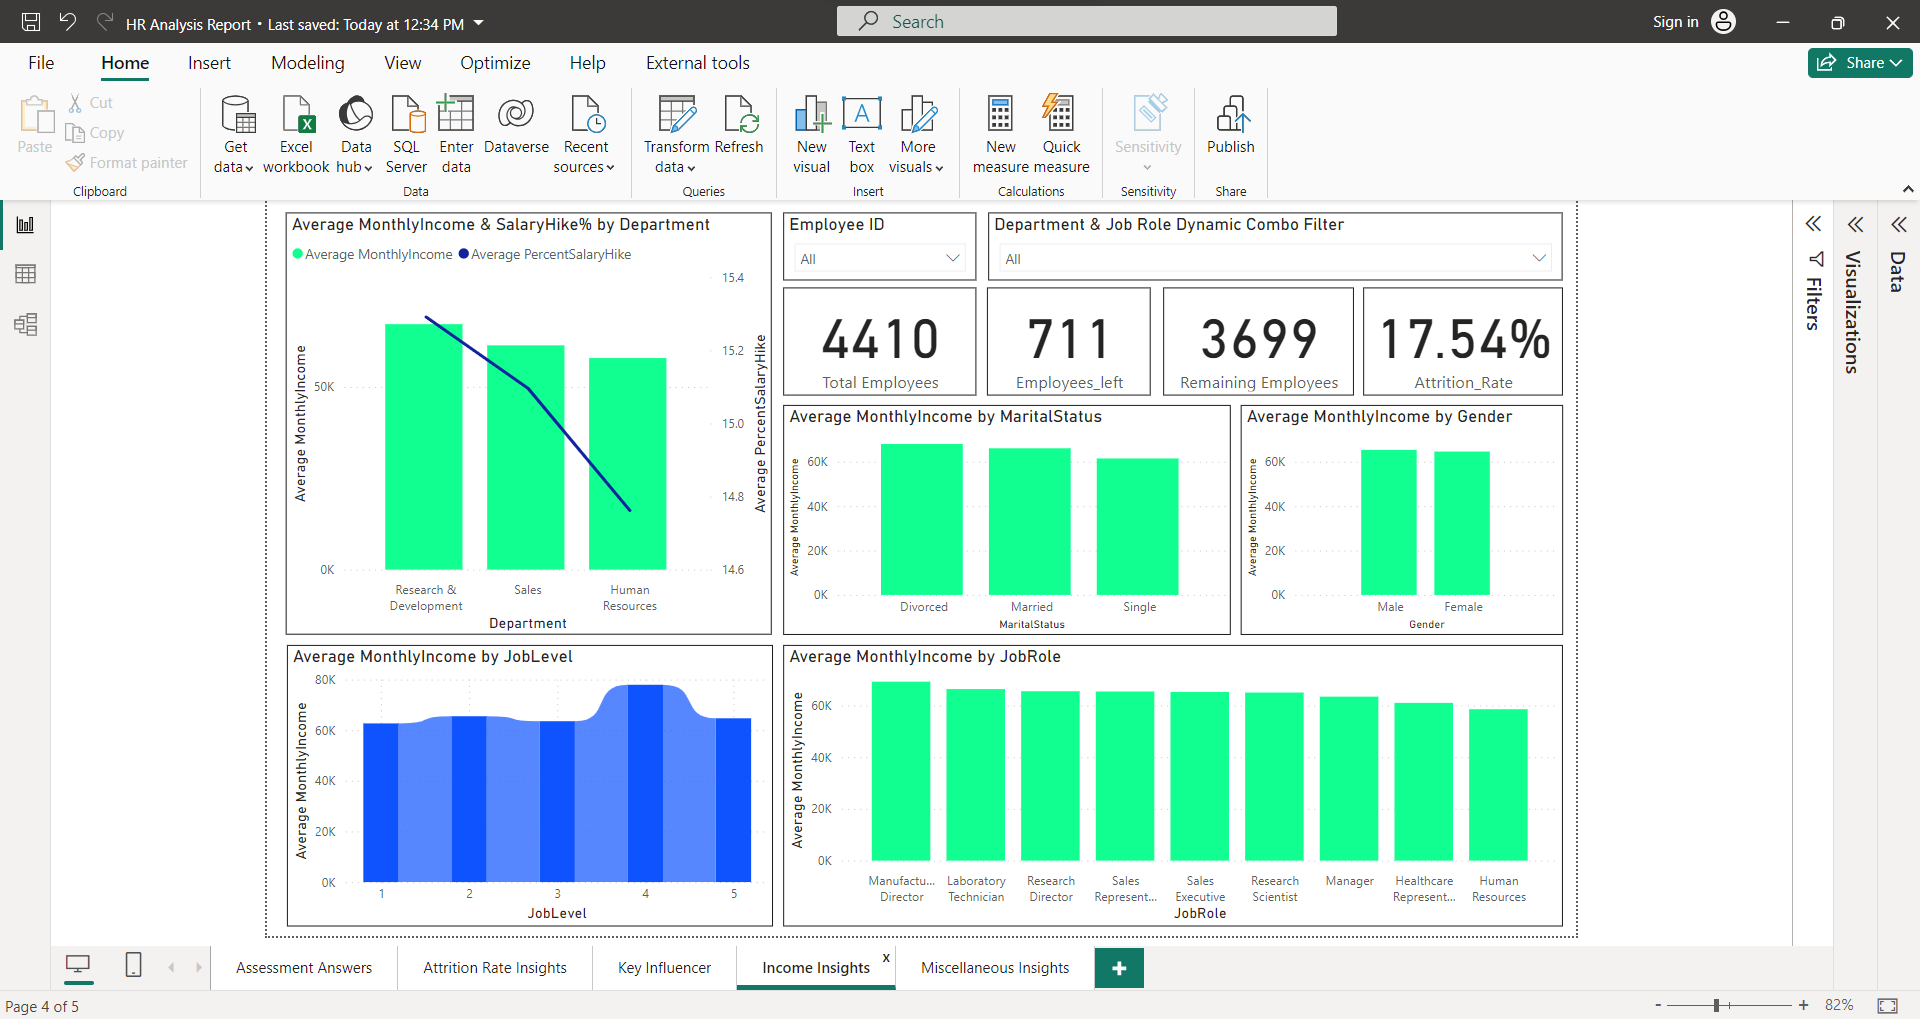 HR Analysis Report • Last saved: Today at 12:34 PM
Search
Sign in
File Home Insert Modeling View Optimize Help External tools
Share
Paste
Cut
Copy
Format painter
Clipboard
Get data
Excel workbook
Data hub
SQL Server
Enter data
Dataverse
Recent sources
Data
Transform data
Refresh
Queries
New visual
Text box
More visuals
Insert
New measure
Quick measure
Calculations
Sensitivity
Sensitivity
Publish
Share
Average MonthlyIncome & SalaryHike% by Department
Average MonthlyIncome Average PercentSalaryHike
Average MonthlyIncome
50K
0K
15.4
15.2
15.0
14.8
14.6
Average PercentSalaryHike
Research & Development
Sales
Human Resources
Department
Employee ID
All
Department & Job Role Dynamic Combo Filter
All
4410
Total Employees
711
Employees_left
3699
Remaining Employees
17.54%
Attrition_Rate
Average MonthlyIncome by MaritalStatus
Average MonthlyIncome
60K
40K
20K
0K
Divorced Married Single
MaritalStatus
Average MonthlyIncome by Gender
Average MonthlyIncome
60K
40K
20K
0K
Male Female
Gender
Average MonthlyIncome by JobLevel
Average MonthlyIncome
80K
60K
40K
20K
0K
1 2 3 4 5
JobLevel
Average MonthlyIncome by JobRole
Average MonthlyIncome
60K
40K
20K
0K
Manufactu... Director
Laboratory Technician
Research Director
Sales Represent...
Sales Executive
Research Scientist
Manager
Healthcare Represent...
Human Resources
JobRole
Filters
Visualizations
Data
Assessment Answers
Attrition Rate Insights
Key Influencer
Income Insights x
Miscellaneous Insights
+
Page 4 of 5
- + 82%